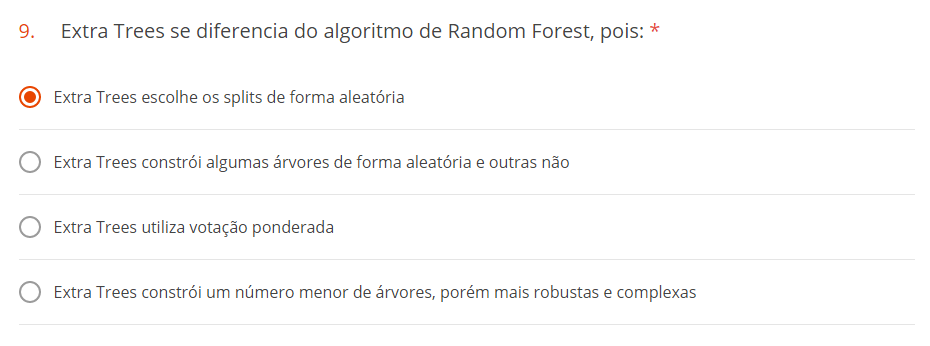 9. Extra Trees se diferencia do algoritmo de Random Forest, pois: *
Extra Trees escolhe os splits de forma aleatória
Extra Trees constrói algumas árvores de forma aleatória e outras não
Extra Trees utiliza votação ponderada
Extra Trees constrói um número menor de árvores, porém mais robustas e complexas